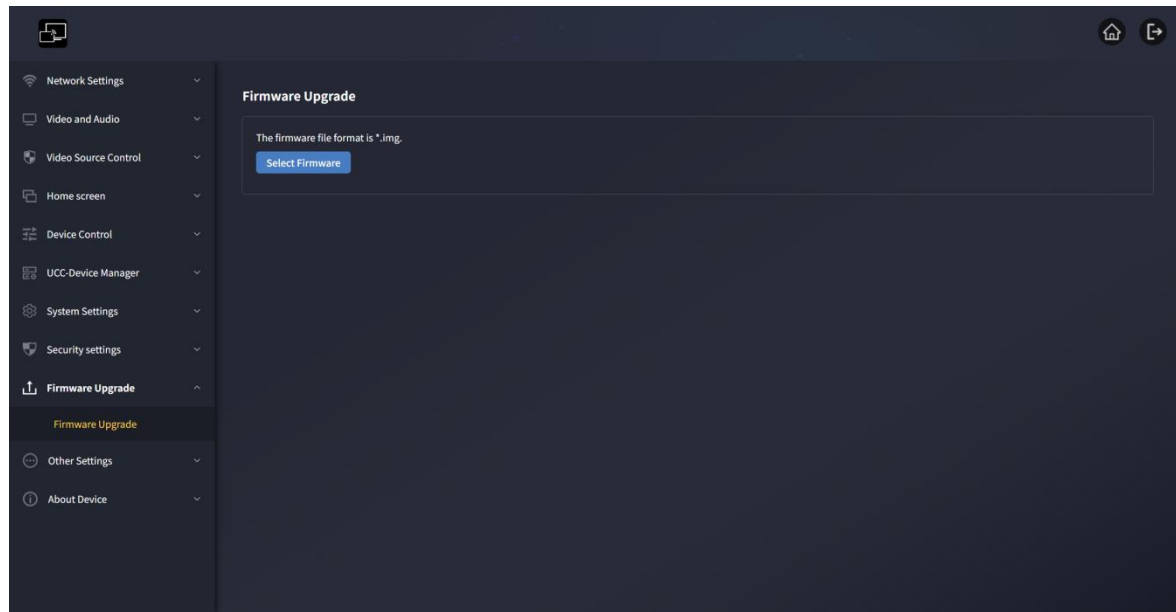 Network Settings
Video and Audio
Video Source Control
Home screen
Device Control
UCC-Device Manager
System Settings
Security settings
Firmware Upgrade
Firmware Upgrade
Other Settings
About Device
Firmware Upgrade
The firmware file format is *.img.
Select Firmware